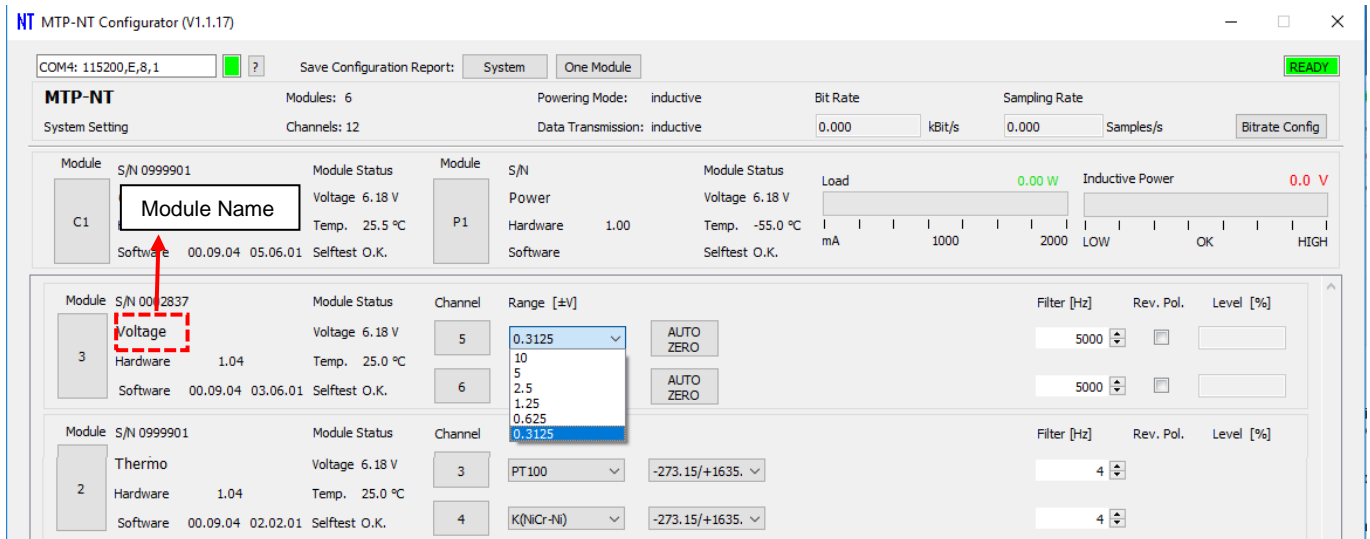 NT MTP-NT Configurator (V1.1.17)
COM4: 115200,E,8,1 ? Save Configuration Report: System One Module READY
MTP-NT Modules: 6 Powering Mode: inductive Bit Rate Sampling Rate
System Setting Channels: 12 Data Transmission: inductive 0.000 kBit/s 0.000 Samples/s Bitrate Config
Module S/N 0999901 Module Status Module S/N Module Status Load 0.00 W Inductive Power 0.0 V
Module Name Voltage 6.18 V Power Voltage 6.18 V
C1 Temp. 25.5 ºC P1 Hardware 1.00 Temp. -55.0 ºC mA 1000 2000 LOW OK HIGH
Software 00.09.04 05.06.01 Selftest O.K. Software Selftest O.K.
Module S/N 0002837 Module Status Channel Range [±V] Filter [Hz] Rev. Pol. Level [%]
Voltage Voltage 6.18 V 5 0.3125 AUTO ZERO 5000
3 Hardware 1.04 Temp. 25.0 ºC 10
5
Software 00.09.04 03.06.01 Selftest O.K. 6 2.5 AUTO ZERO 5000
1.25
0.625
Module S/N 0999901 Module Status Channel 0.3125 Filter [Hz] Rev. Pol. Level [%]
Thermo Voltage 6.18 V 3 PT100 -273.15/+1635. 4
2 Hardware 1.04 Temp. 25.0 ºC
Software 00.09.04 02.02.01 Selftest O.K. 4 K(NiCr-Ni) -273.15/+1635. 4